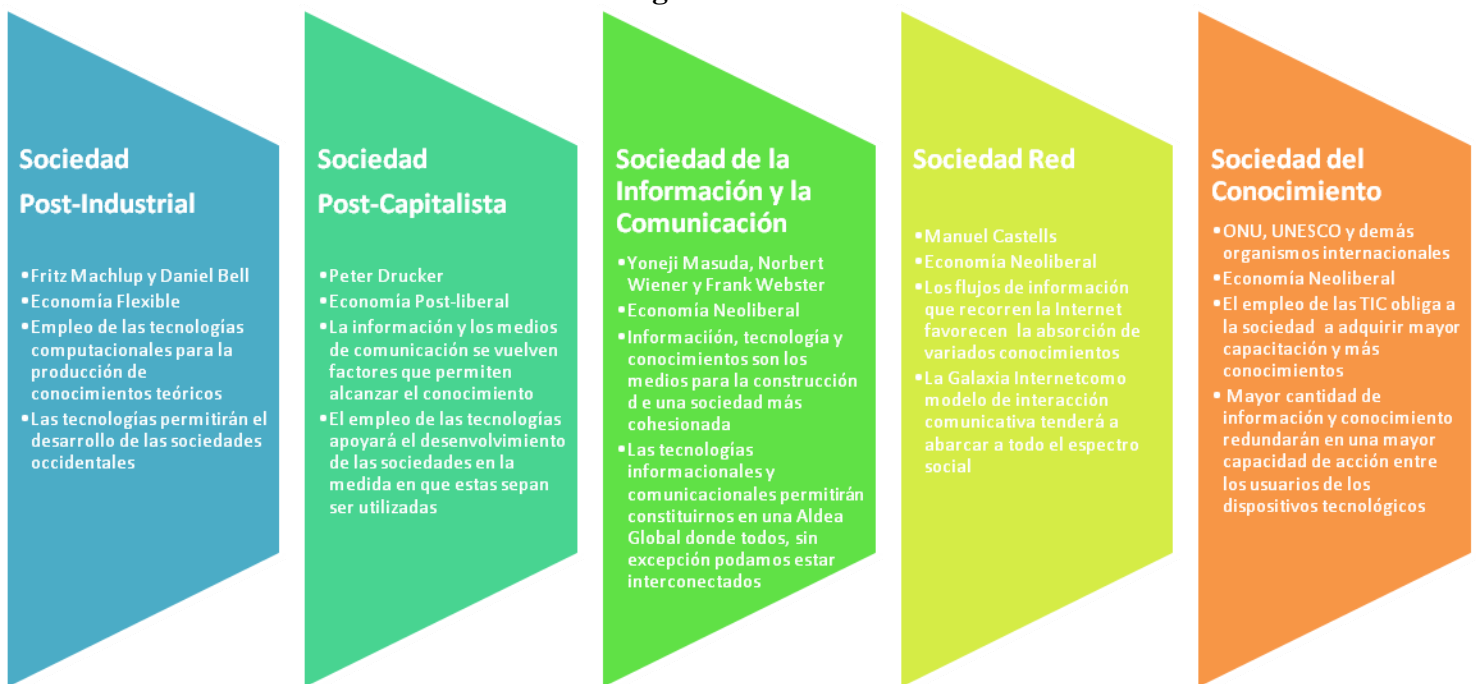 Sociedad
Post-Industrial
•Fritz Machlup y Daniel Bell
•Economía Flexible
•Empleo de las tecnologías
computacionales para la
producción de
conocimientos teóricos
•Las tecnologías permitirán el
desarrollo de las sociedades
occidentales
Sociedad
Post-Capitalista
•Peter Drucker
•Economía Post-liberal
•La información y los medios
de comunicación se vuelven
factores que permiten
alcanzar el conocimiento
•El empleo de las tecnologías
apoyará el desenvolvimiento
de las sociedades en la
medida en que estas sepan
ser utilizadas
Sociedad de la
Información y la
Comunicación
•Yoneji Masuda, Norbert
Wiener y Frank Webster
•Economía Neoliberal
•Informaciíón, tecnología y
conocimientos son los
medios para la construcción
d e una sociedad más
cohesionada
•Las tecnologías
informacionales y
comunicacionales permitirán
constituirnos en una Aldea
Global donde todos, sin
excepción podamos estar
interconectados
Sociedad Red
•Manuel Castells
•Economía Neoliberal
•Los flujos de información
que recorren la Internet
favorecen la absorción de
variados conocimientos
•La Galaxia Internetcomo
modelo de interacción
comunicativa tenderá a
abarcar a todo el espectro
social
Sociedad del
Conocimiento
•ONU, UNESCO y demás
organismos internacionales
•Economía Neoliberal
•El empleo de las TIC obliga a
la sociedad a adquirir mayor
capacitación y más
conocimientos
• Mayor cantidad de
información y conocimiento
redundarán en una mayor
capacidad de acción entre
los usuarios de los
dispositivos tecnológicos